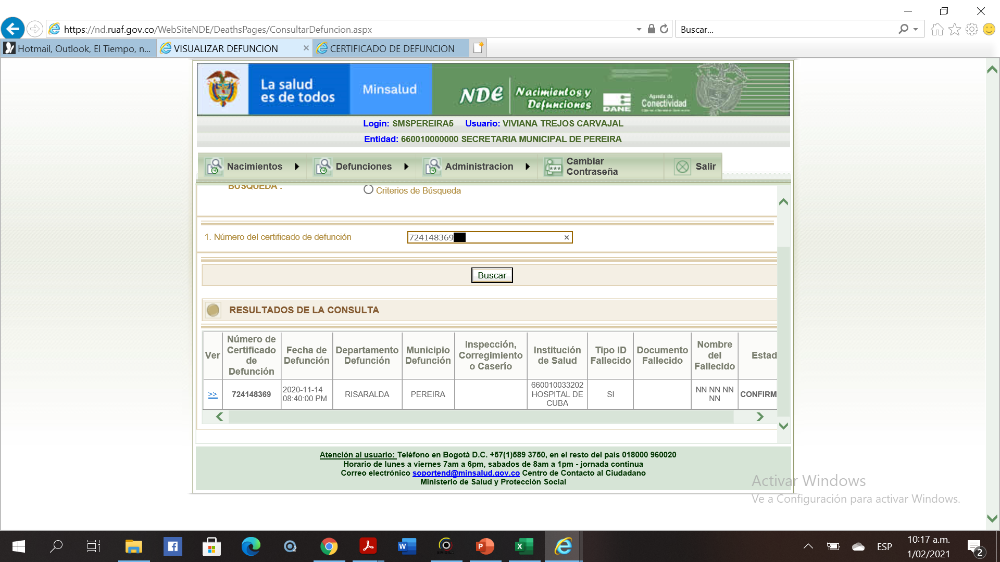 https://nd.ruaf.gov.co/WebSiteNDE/DeathsPages/ConsultarDefuncion.aspx
Buscar...
Hotmail, Outlook, El Tiempo, n...
VISUALIZAR DEFUNCION
CERTIFICADO DE DEFUNCION
La salud
es de todos
Minsalud
NDE
Nacimientos y
Defunciones
DANE
Agenda de
Conectividad
Login: SMSPEREIRA5 Usuario: VIVIANA TREJOS CARVAJAL
Entidad: 660010000000 SECRETARIA MUNICIPAL DE PEREIRA
Nacimientos
Defunciones
Administracion
Cambiar
Contraseña
Salir
BÚSQUEDA :
Criterios de Búsqueda
1. Número del certificado de defunción
724148369
Buscar
RESULTADOS DE LA CONSULTA
Ver
Número de
Certificado
de
Defunción
Fecha de
Defunción
Departamento
Defunción
Municipio
Defunción
Inspección,
Corregimiento
o Caserío
Institución
de Salud
Tipo ID
Fallecido
Documento
Fallecido
Nombre
del
Fallecido
Estad
>>
724148369
2020-11-14
08:40:00 PM
RISARALDA
PEREIRA
660010033202
HOSPITAL DE
CUBA
SI
NN NN NN
NN
CONFIRM
Atención al usuario: Teléfono en Bogotá D.C. +57(1)589 3750, en el resto del país 018000 960020
Horario de lunes a viernes 7am a 6pm, sabados de 8am a 1pm - jornada continua
Correo electrónico soportend@minsalud.gov.co Centro de Contacto al Ciudadano
Ministerio de Salud y Protección Social
Activar Windows
Ve a Configuración para activar Windows.
ESP
10:17 a.m.
1/02/2021
2